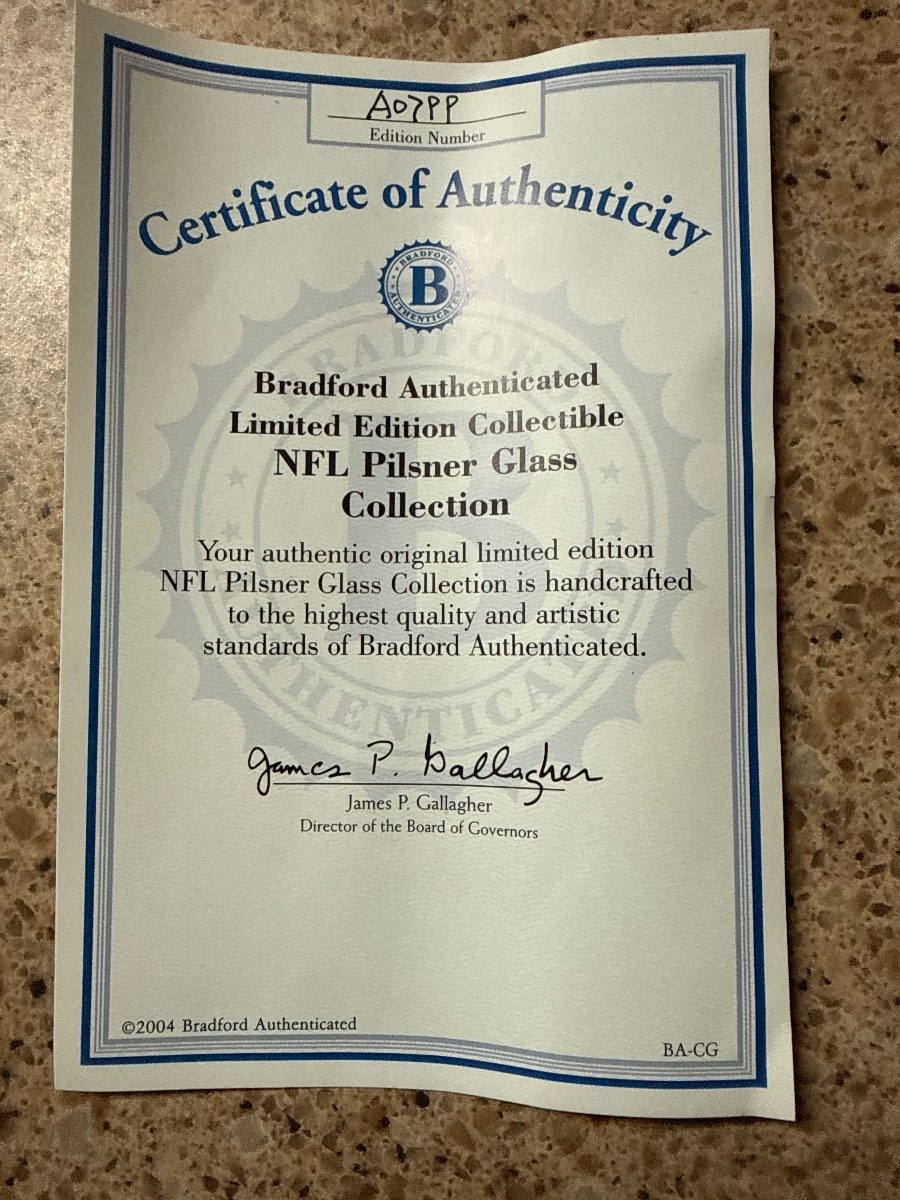 A07PP
Edition Number
Certificate of Authenticity
BRADFORD
B
AUTHENTICATED
Bradford Authenticated
Limited Edition Collectible
NFL Pilsner Glass
Collection
Your authentic original limited edition
NFL Pilsner Glass Collection is handcrafted
to the highest quality and artistic
standards of Bradford Authenticated.
James P. Gallagher
James P. Gallagher
Director of the Board of Governors
©2004 Bradford Authenticated
BA-CG